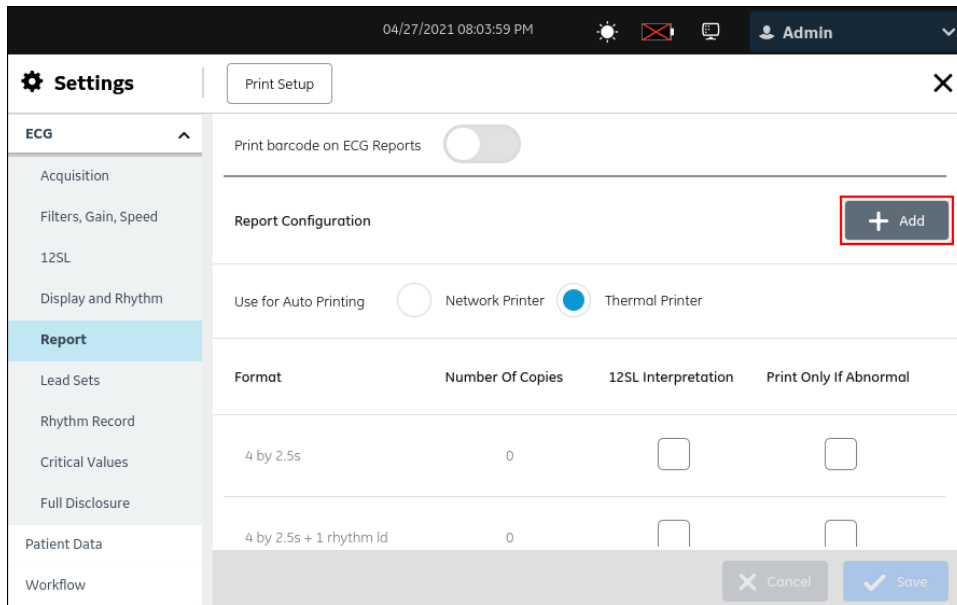 04/27/2021 08:03:59 PM
Admin
Settings
Print Setup
ECG
Print barcode on ECG Reports
Acquisition
Filters, Gain, Speed
Report Configuration
Add
12SL
Display and Rhythm
Use for Auto Printing
Network Printer
Thermal Printer
Report
Lead Sets
Format
Number Of Copies
12SL Interpretation
Print Only If Abnormal
Rhythm Record
Critical Values
4 by 2.5s
0
Full Disclosure
Patient Data
4 by 2.5s + 1 rhythm ld
0
Workflow
Cancel
Save